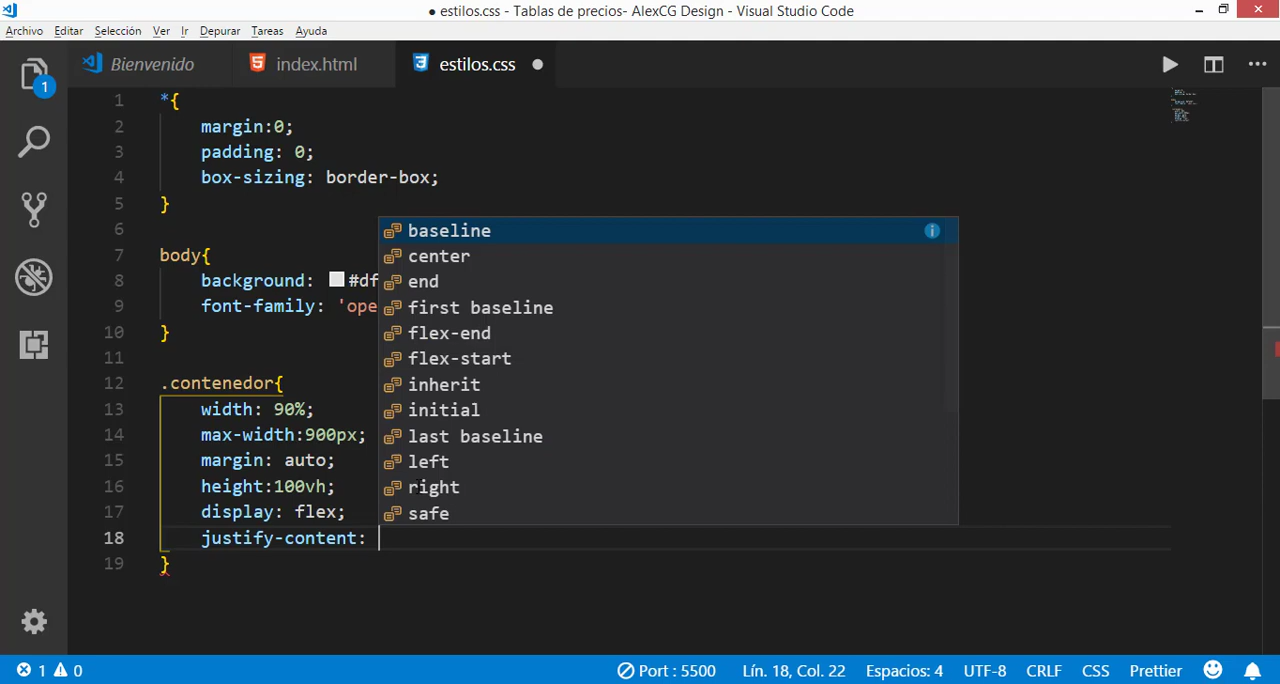 ● estilos.css - Tablas de precios- AlexCG Design - Visual Studio Code
Archivo Editar Selección Ver Ir Depurar Tareas Ayuda
Bienvenido index.html estilos.css ●
1
1 *{
2 margin:0;
3 padding: 0;
4 box-sizing: border-box;
5 }
6
7 body{
8 background: #df
9 font-family: 'ope
10 }
11
12 .contenedor{
13 width: 90%;
14 max-width:900px;
15 margin: auto;
16 height:100vh;
17 display: flex;
18 justify-content:
19 }
baseline
center
end
first baseline
flex-end
flex-start
inherit
initial
last baseline
left
right
safe
1 0 Port : 5500 Lín. 18, Col. 22 Espacios: 4 UTF-8 CRLF CSS Prettier